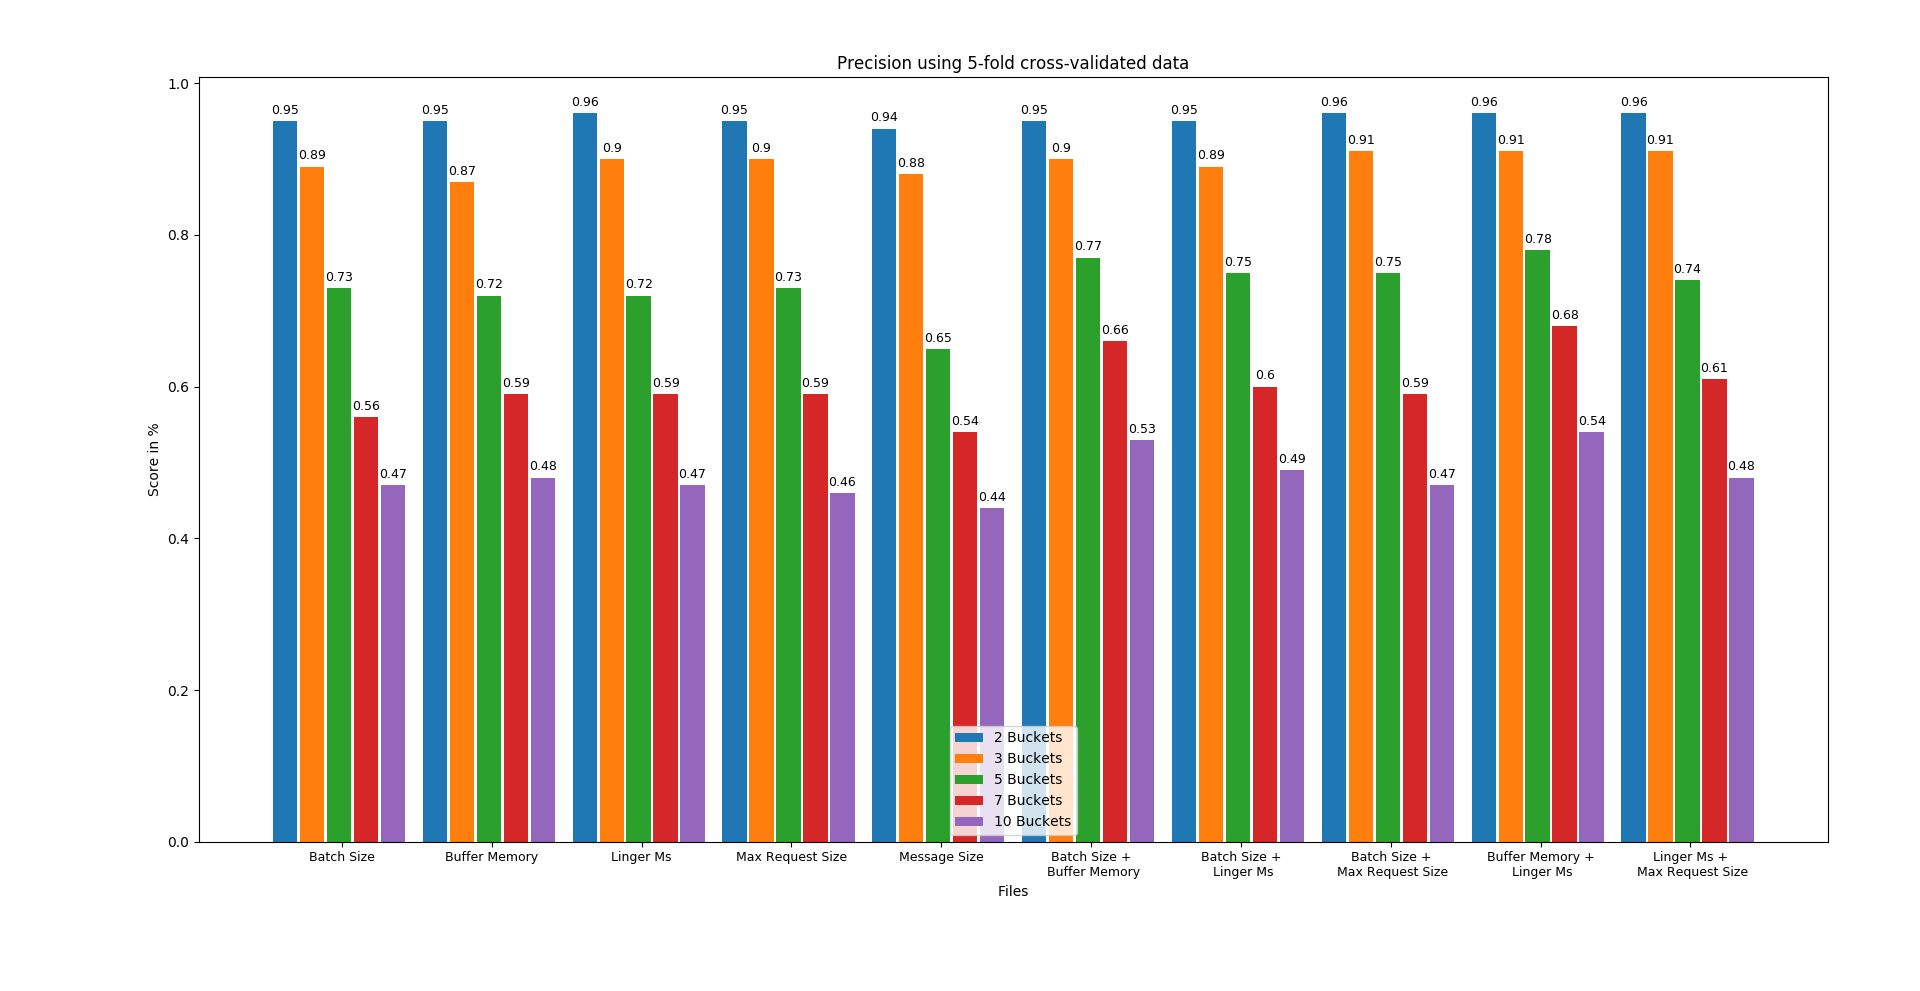 Precision using 5-fold cross-validated data
1.0
0.8
0.6
0.4
0.2
0.0
Score in %
0.95 0.89 0.73 0.56 0.47
0.95 0.87 0.72 0.59 0.48
0.96 0.9 0.72 0.59 0.47
0.95 0.9 0.73 0.59 0.46
0.94 0.88 0.65 0.54 0.44
0.95 0.9 0.77 0.66 0.53
0.95 0.89 0.75 0.6 0.49
0.96 0.91 0.75 0.59 0.47
0.96 0.91 0.78 0.68 0.54
0.96 0.91 0.74 0.61 0.48
2 Buckets
3 Buckets
5 Buckets
7 Buckets
10 Buckets
Batch Size
Buffer Memory
Linger Ms
Max Request Size
Message Size
Batch Size +
Buffer Memory
Batch Size +
Linger Ms
Batch Size +
Max Request Size
Buffer Memory +
Linger Ms
Linger Ms +
Max Request Size
Files